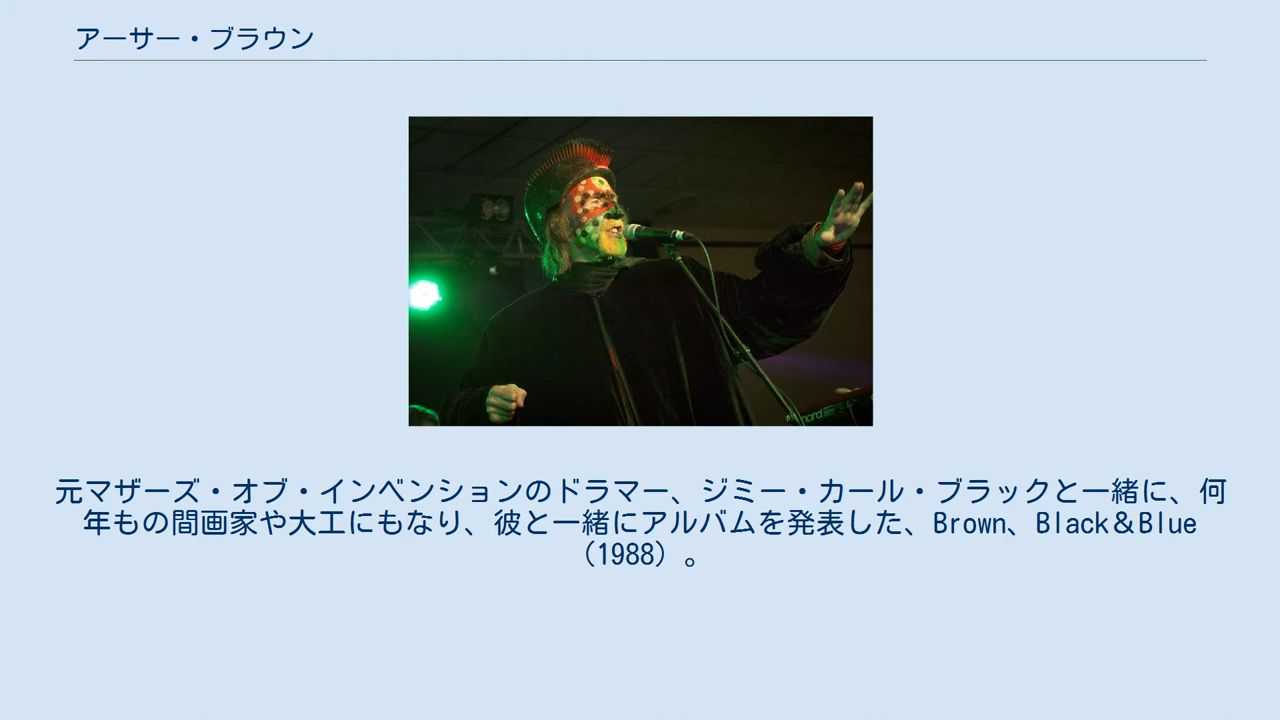 アーサー・ブラウン
元マザーズ・オブ・インベンションのドラマー、ジミー・カール・ブラックと一緒に、何
年もの間画家や大工にもなり、彼と一緒にアルバムを発表した、Brown、Black＆Blue
（1988）。
nord